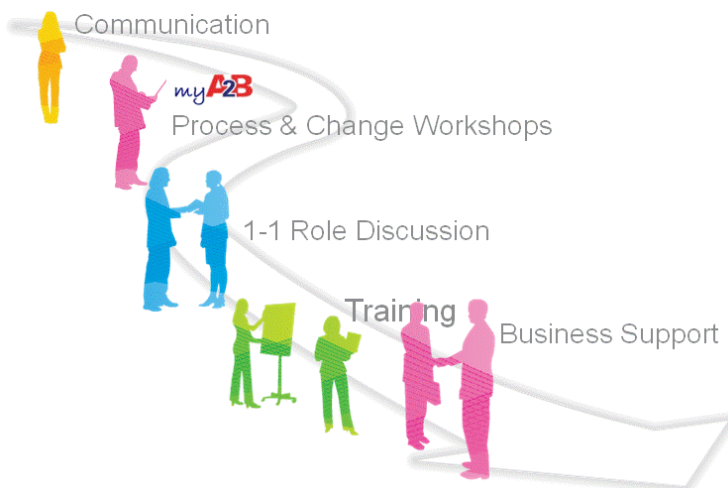 Communication
myA2B
Process & Change Workshops
1-1 Role Discussion
Training
Business Support